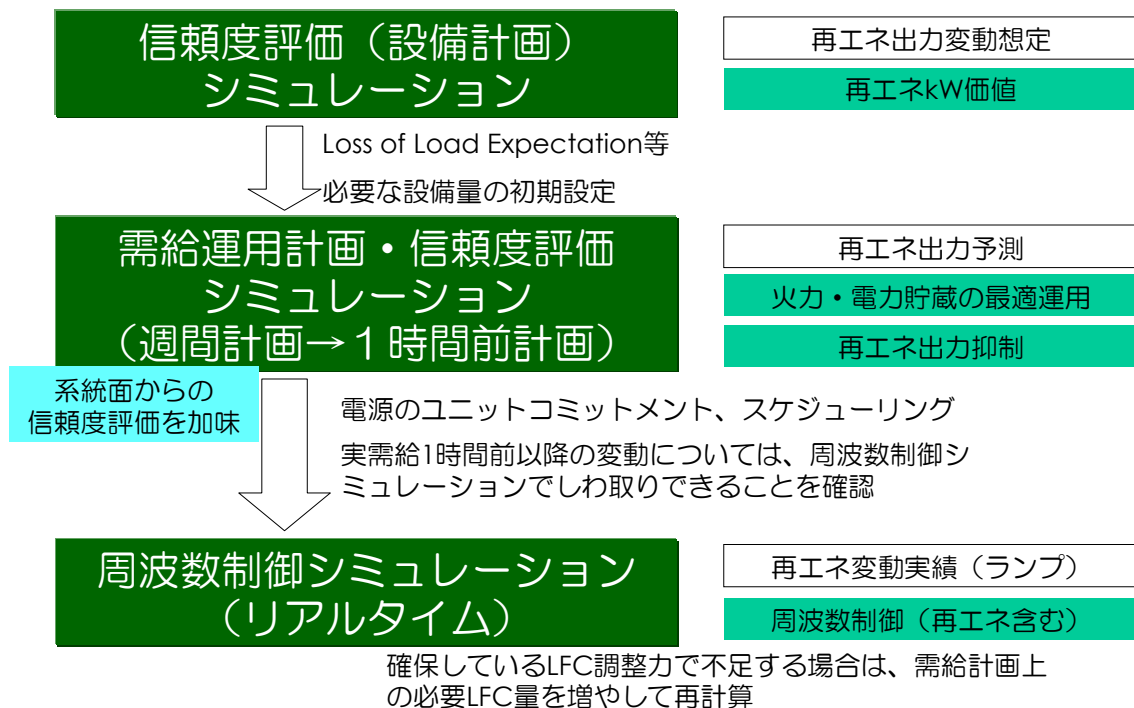 信頼度評価（設備計画）
シミュレーション
再エネ出力変動想定
再エネkW価値
Loss of Load Expectation等
必要な設備量の初期設定
需給運用計画・信頼度評価
シミュレーション
（週間計画→１時間前計画）
再エネ出力予測
火力・電力貯蔵の最適運用
再エネ出力抑制
系統面からの
信頼度評価を加味
電源のユニットコミットメント、スケジューリング
実需給1時間前以降の変動については、周波数制御シ
ミュレーションでしわ取りできることを確認
周波数制御シミュレーション
（リアルタイム）
再エネ変動実績（ランプ）
周波数制御（再エネ含む）
確保しているLFC調整力で不足する場合は、需給計画上
の必要LFC量を増やして再計算